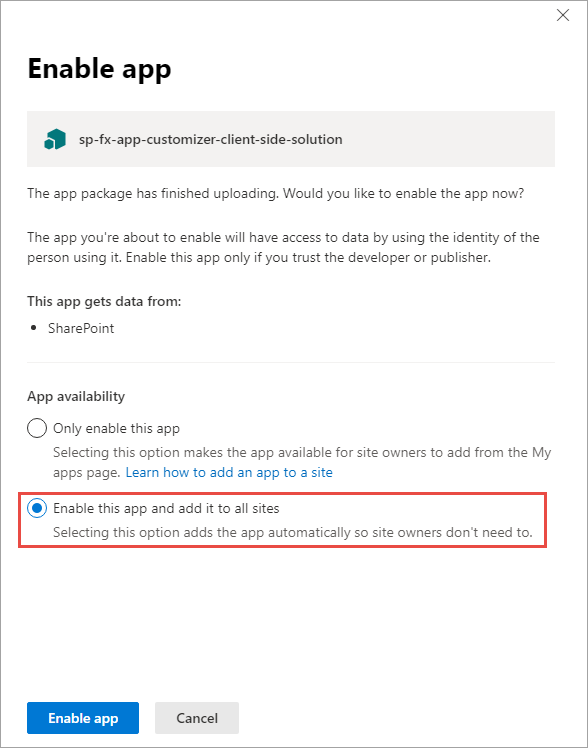 Enable app
sp-fx-app-customizer-client-side-solution
The app package has finished uploading. Would you like to enable the app now?
The app you're about to enable will have access to data by using the identity of the
person using it. Enable this app only if you trust the developer or publisher.
This app gets data from:
• SharePoint
App availability
Only enable this app
Selecting this option makes the app available for site owners to add from the My
apps page. Learn how to add an app to a site
Enable this app and add it to all sites
Selecting this option adds the app automatically so site owners don't need to.
Enable app
Cancel